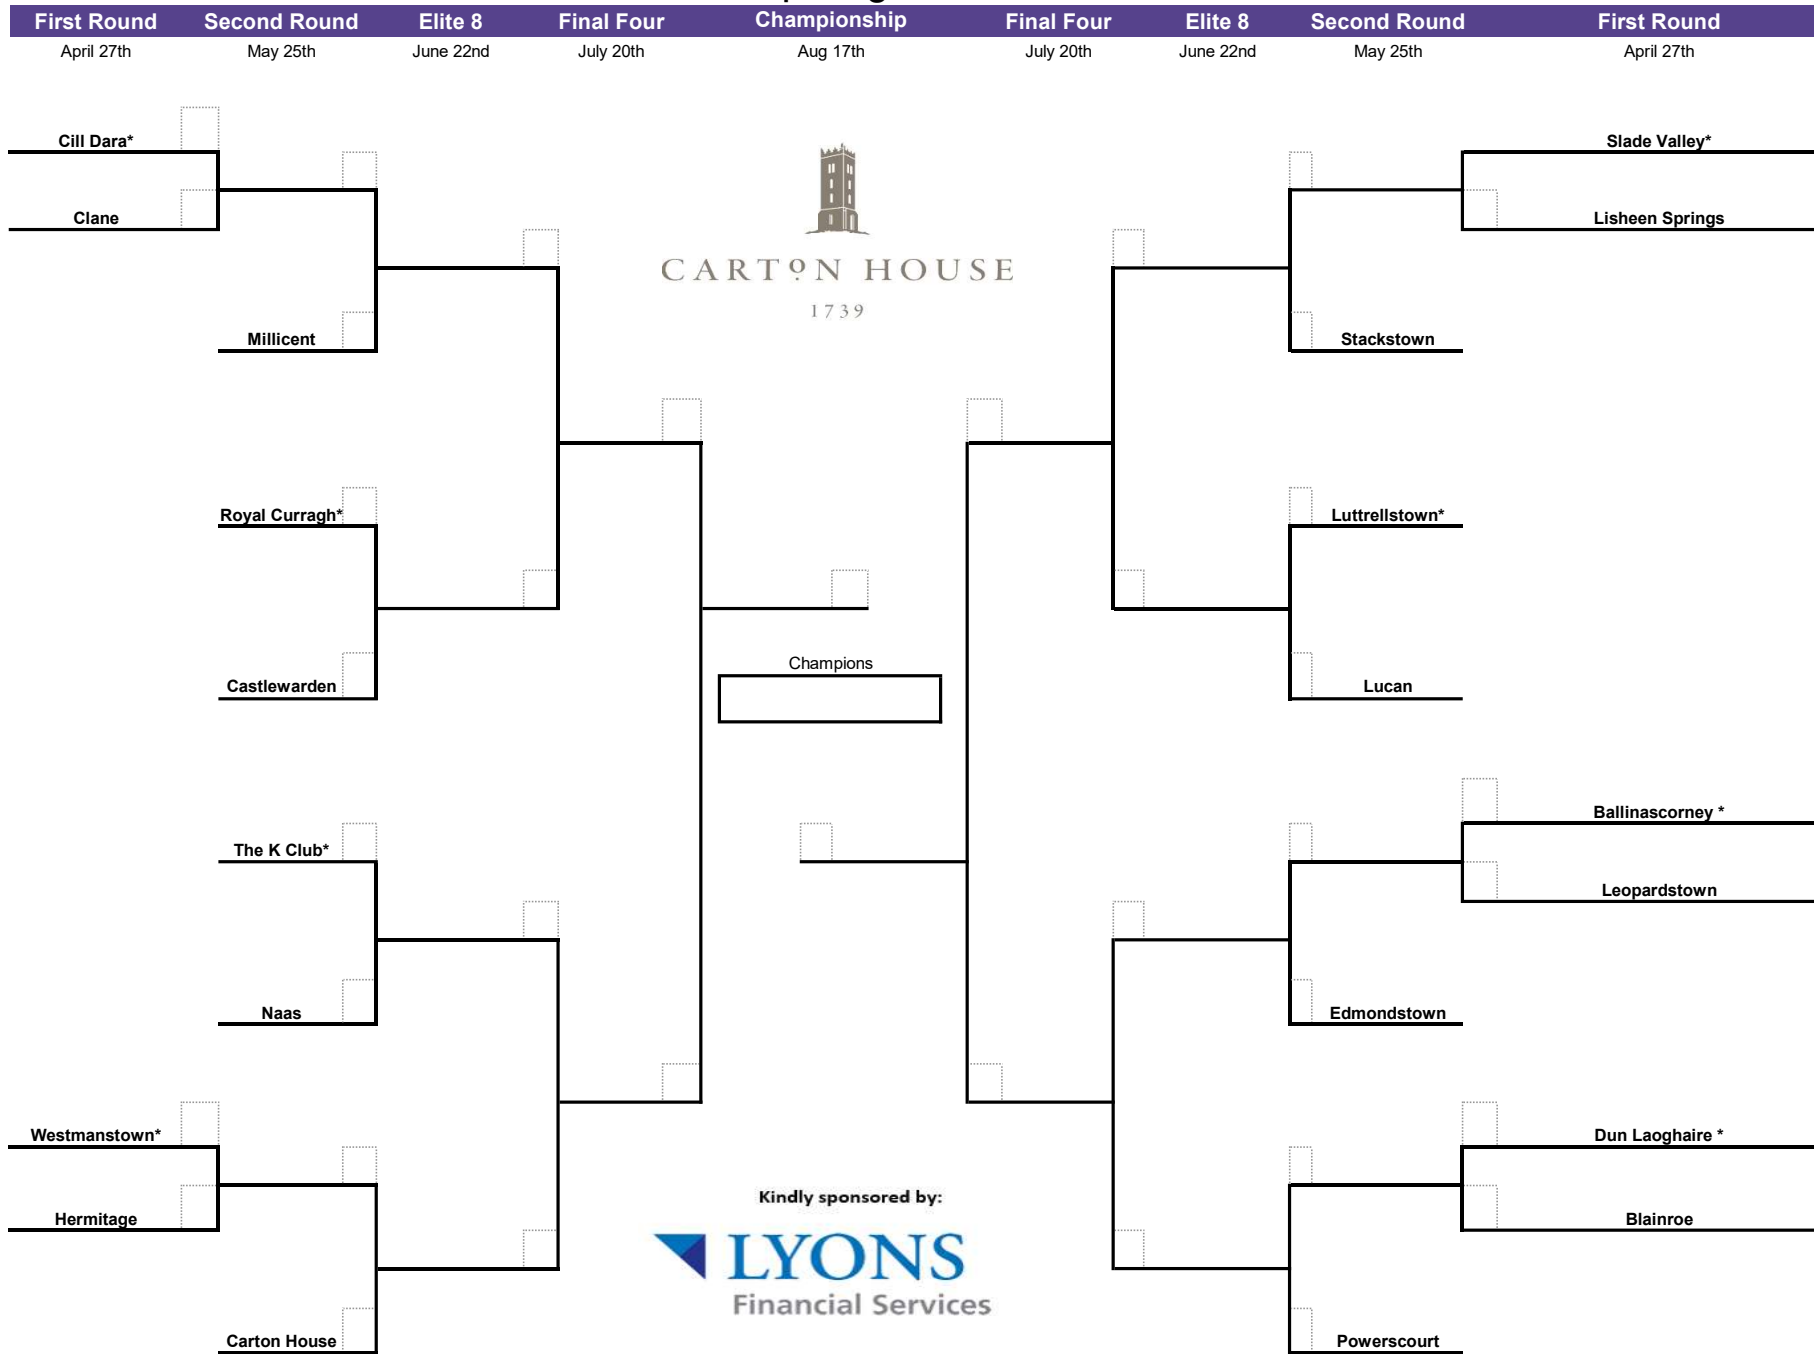 First Round Second Round Elite 8 Final Four Championship Final Four Elite 8 Second Round First Round
April 27th May 25th June 22nd July 20th Aug 17th July 20th June 22nd May 25th April 27th
Cill Dara* Slade Valley*
Clane Lisheen Springs
CARTON HOUSE
1739
Millicent Stackstown
Royal Curragh* Luttrellstown*
Champions
Castlewarden Lucan
Ballinascorney *
The K Club*
Leopardstown
Naas Edmondstown
Westmanstown* Dun Laoghaire *
Kindly sponsored by:
Hermitage Blainroe
LYONS
Financial Services
Carton House Powerscourt